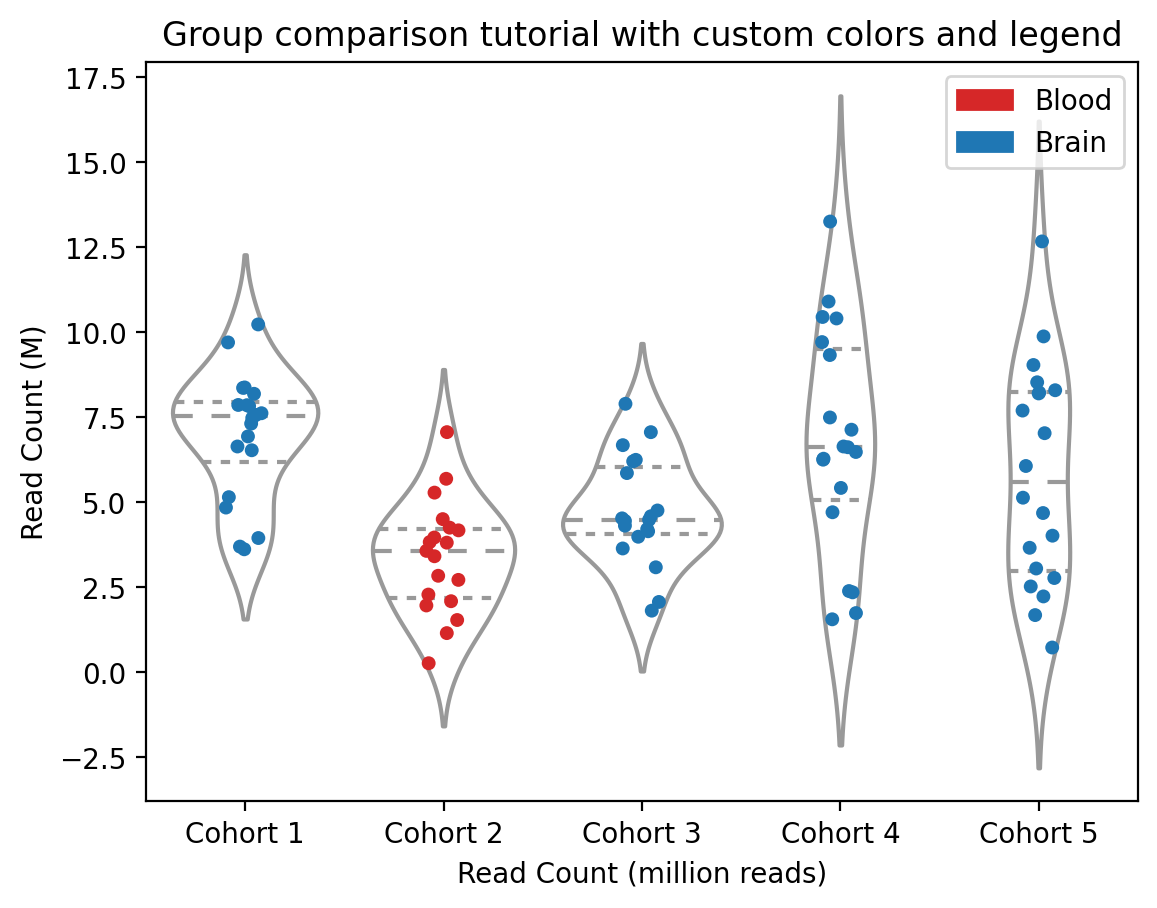 Group comparison tutorial with custom colors and legend
17.5
15.0
12.5
10.0
7.5
5.0
2.5
0.0
−2.5
Read Count (M)
Blood
Brain
Cohort 1
Cohort 2
Cohort 3
Cohort 4
Cohort 5
Read Count (million reads)